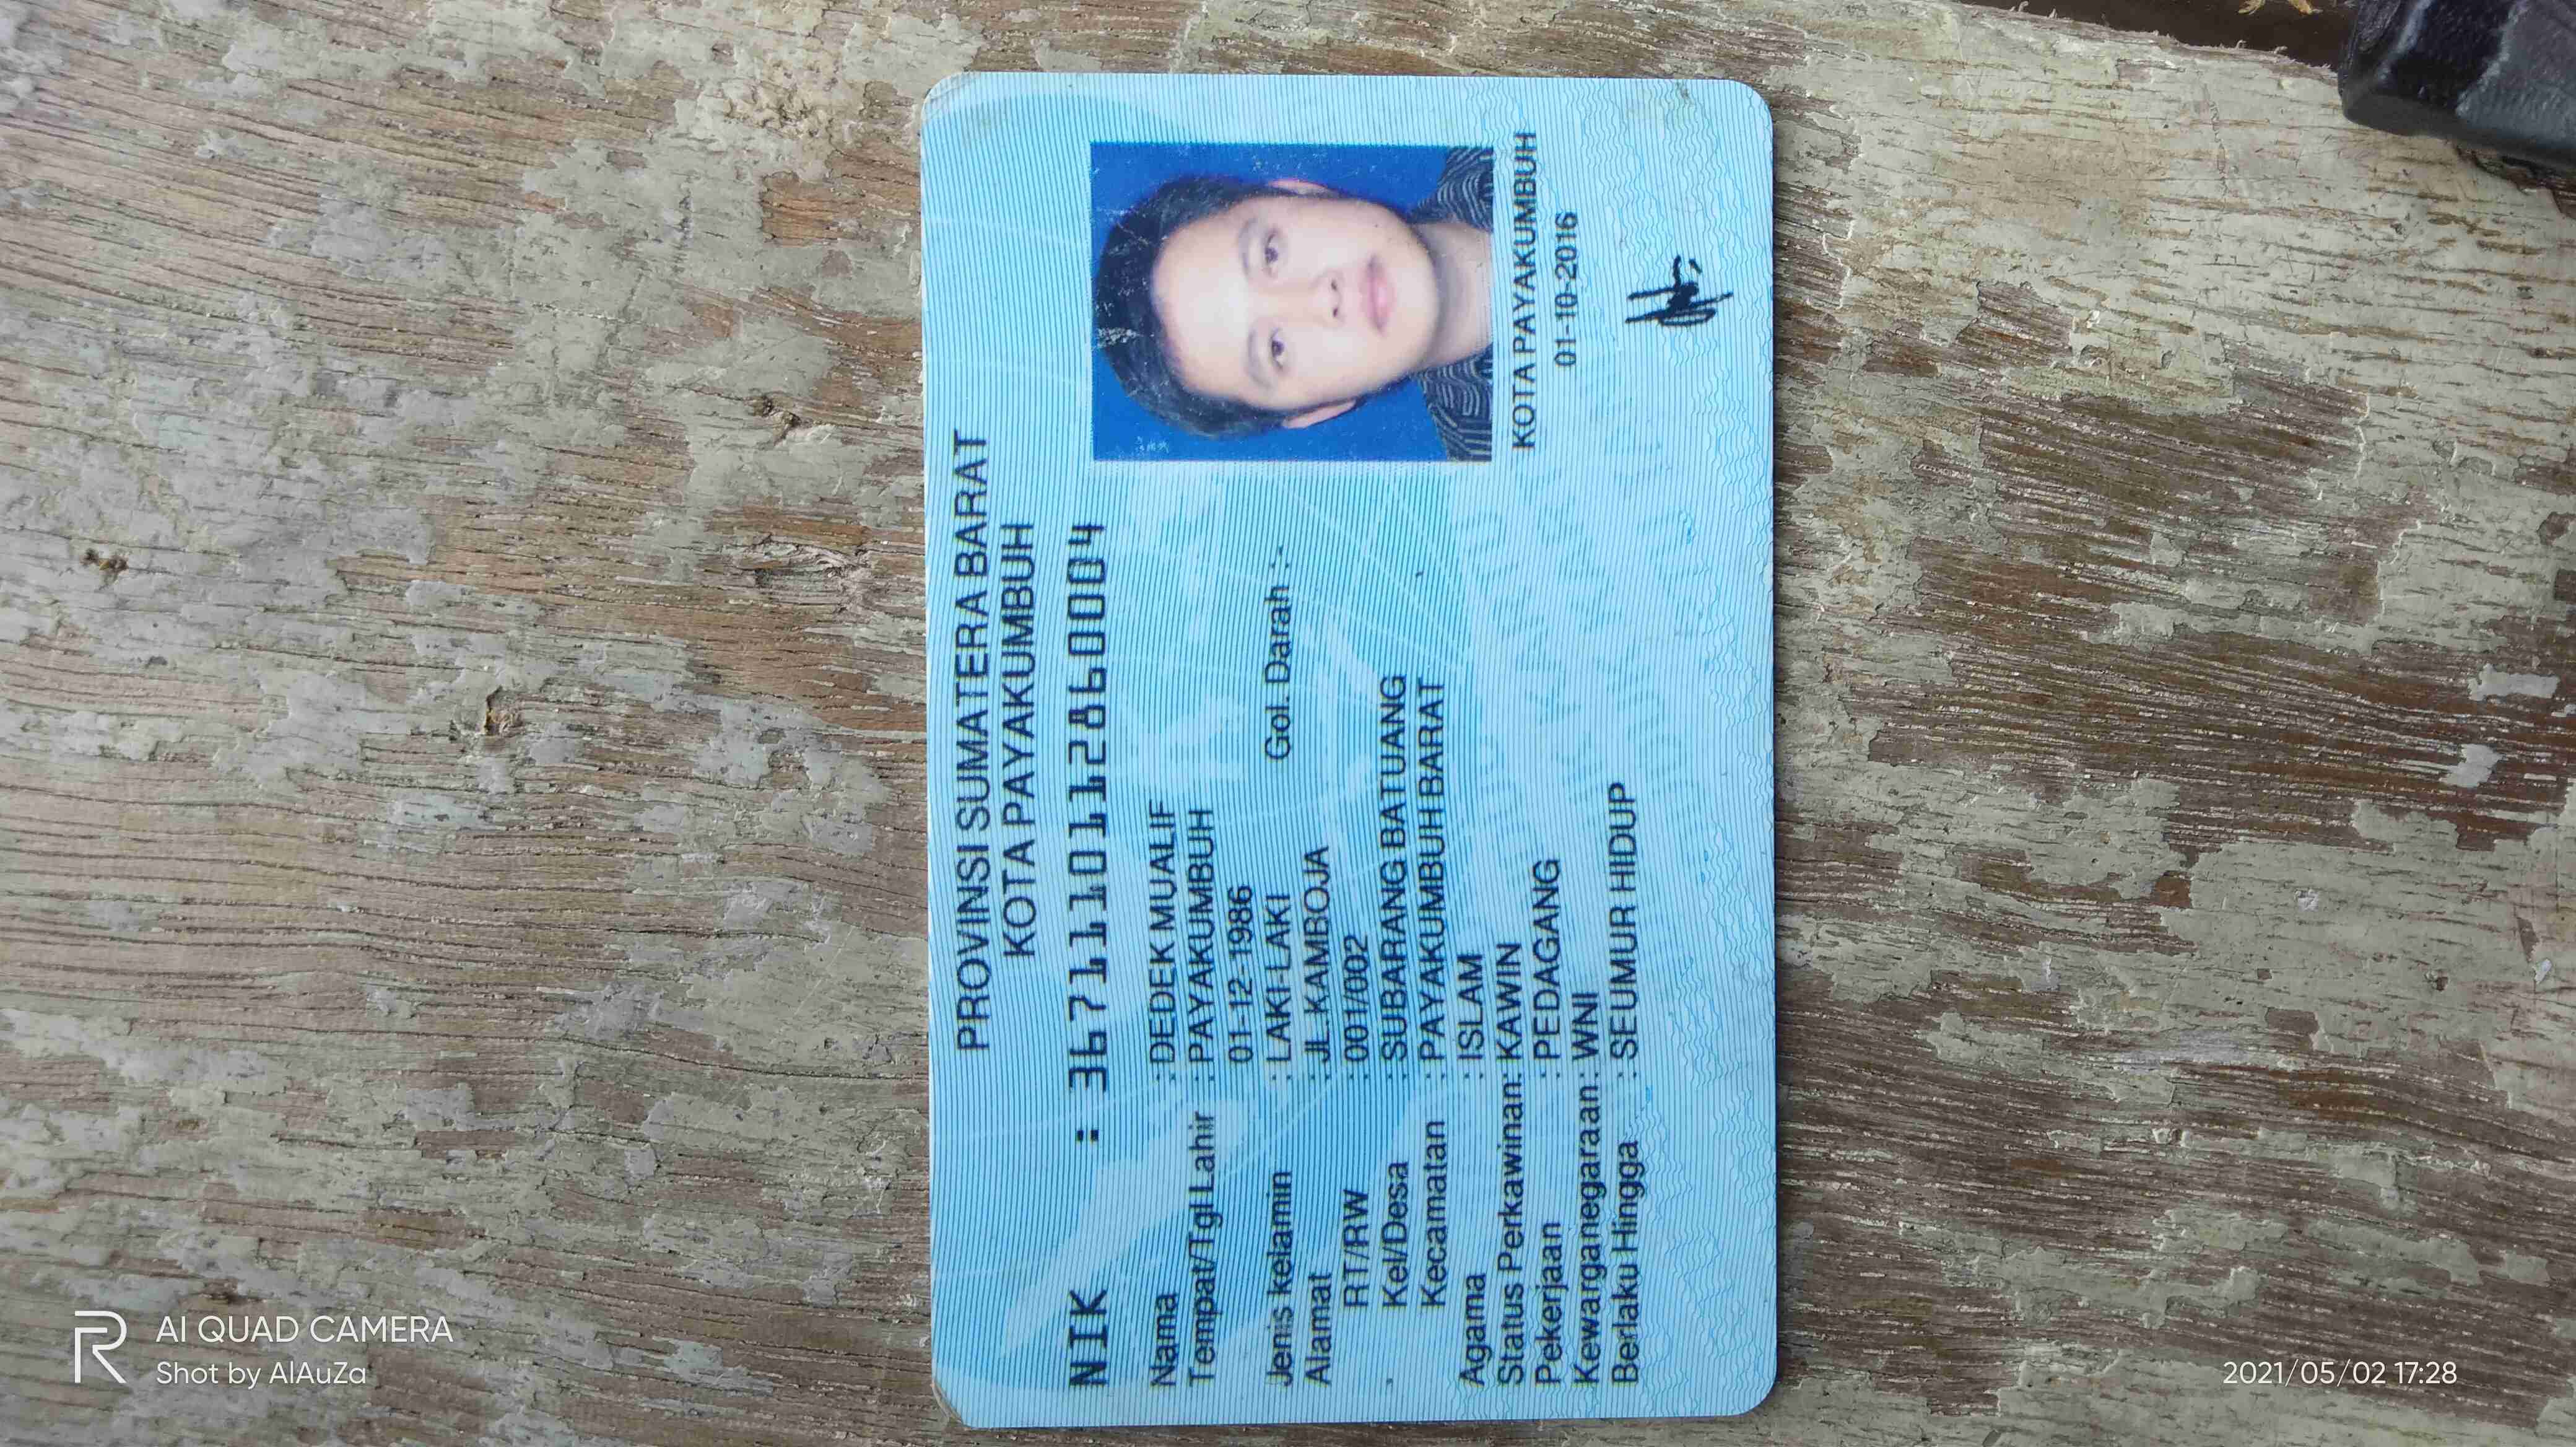 PROVINSI SUMATERA BARAT
KOTA PAYAKUMBUH
NIK : 3671110112860004
Nama : DEDEK MUALIF
Tempat/Tgl Lahir : PAYAKUMBUH
01-12-1986
Jenis Kelamin : LAKI-LAKI Gol. Darah : -
Alamat : JL.KAMBOJA
RT/RW : 001/002
Kel/Desa : SUBARANG BATUANG
Kecamatan : PAYAKUMBUH BARAT
Agama : ISLAM
Status Perkawinan: KAWIN
Pekerjaan : PEDAGANG
Kewarganegaraan : WNI
Berlaku Hingga : SEUMUR HIDUP
KOTA PAYAKUMBUH
01-10-2016
AI QUAD CAMERA
Shot by AlAuZa
2021/05/02 17:28